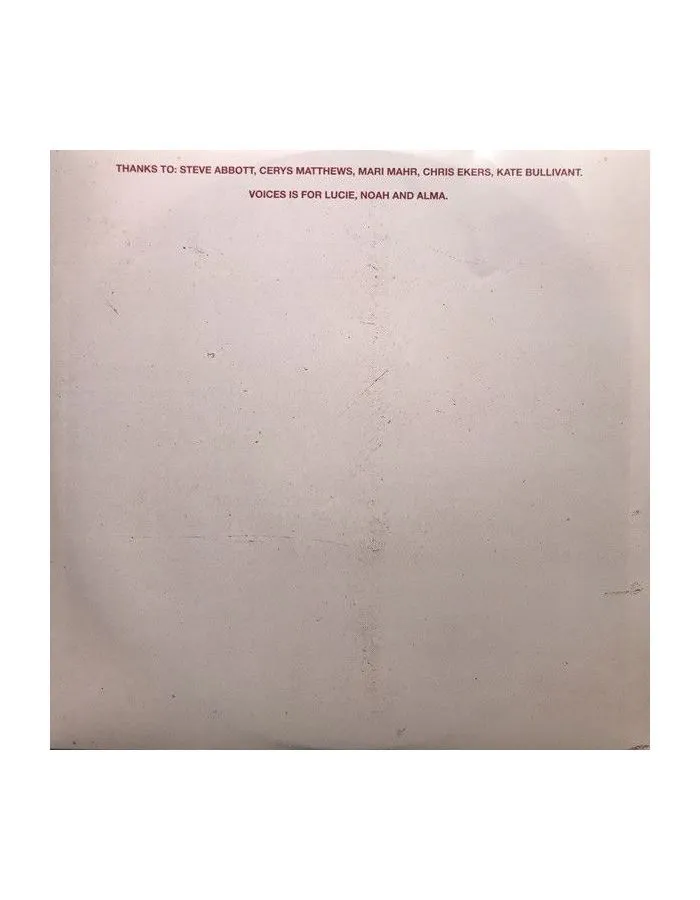 THANKS TO: STEVE ABBOTT, CERYS MATTHEWS, MARI MAHR, CHRIS EKERS, KATE BULLIVANT.
VOICES IS FOR LUCIE, NOAH AND ALMA.